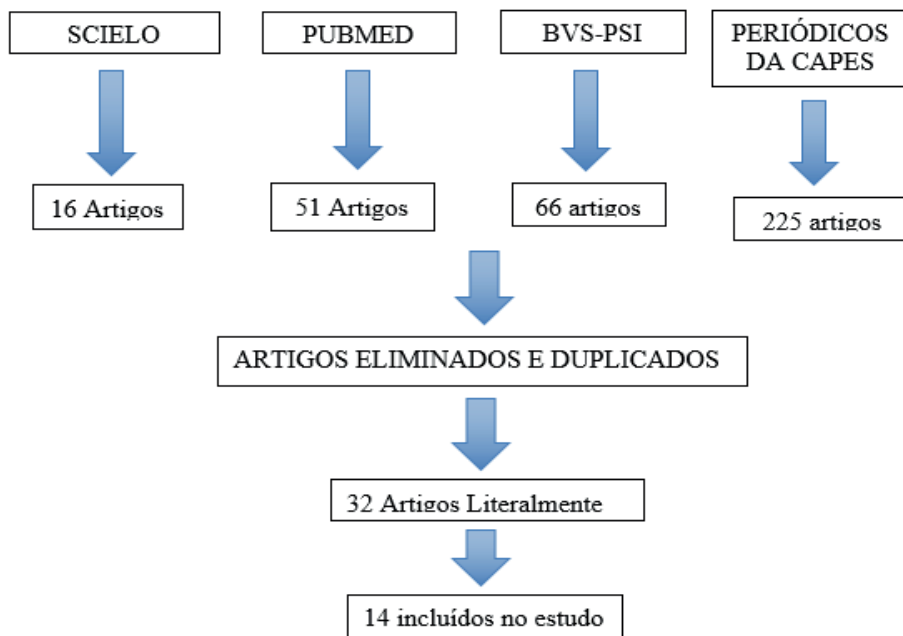 SCIELO
PUBMED
BVS-PSI
PERIÓDICOS
DA CAPES
16 Artigos
51 Artigos
66 artigos
225 artigos
ARTIGOS ELIMINADOS E DUPLICADOS
32 Artigos Literalmente
14 incluídos no estudo